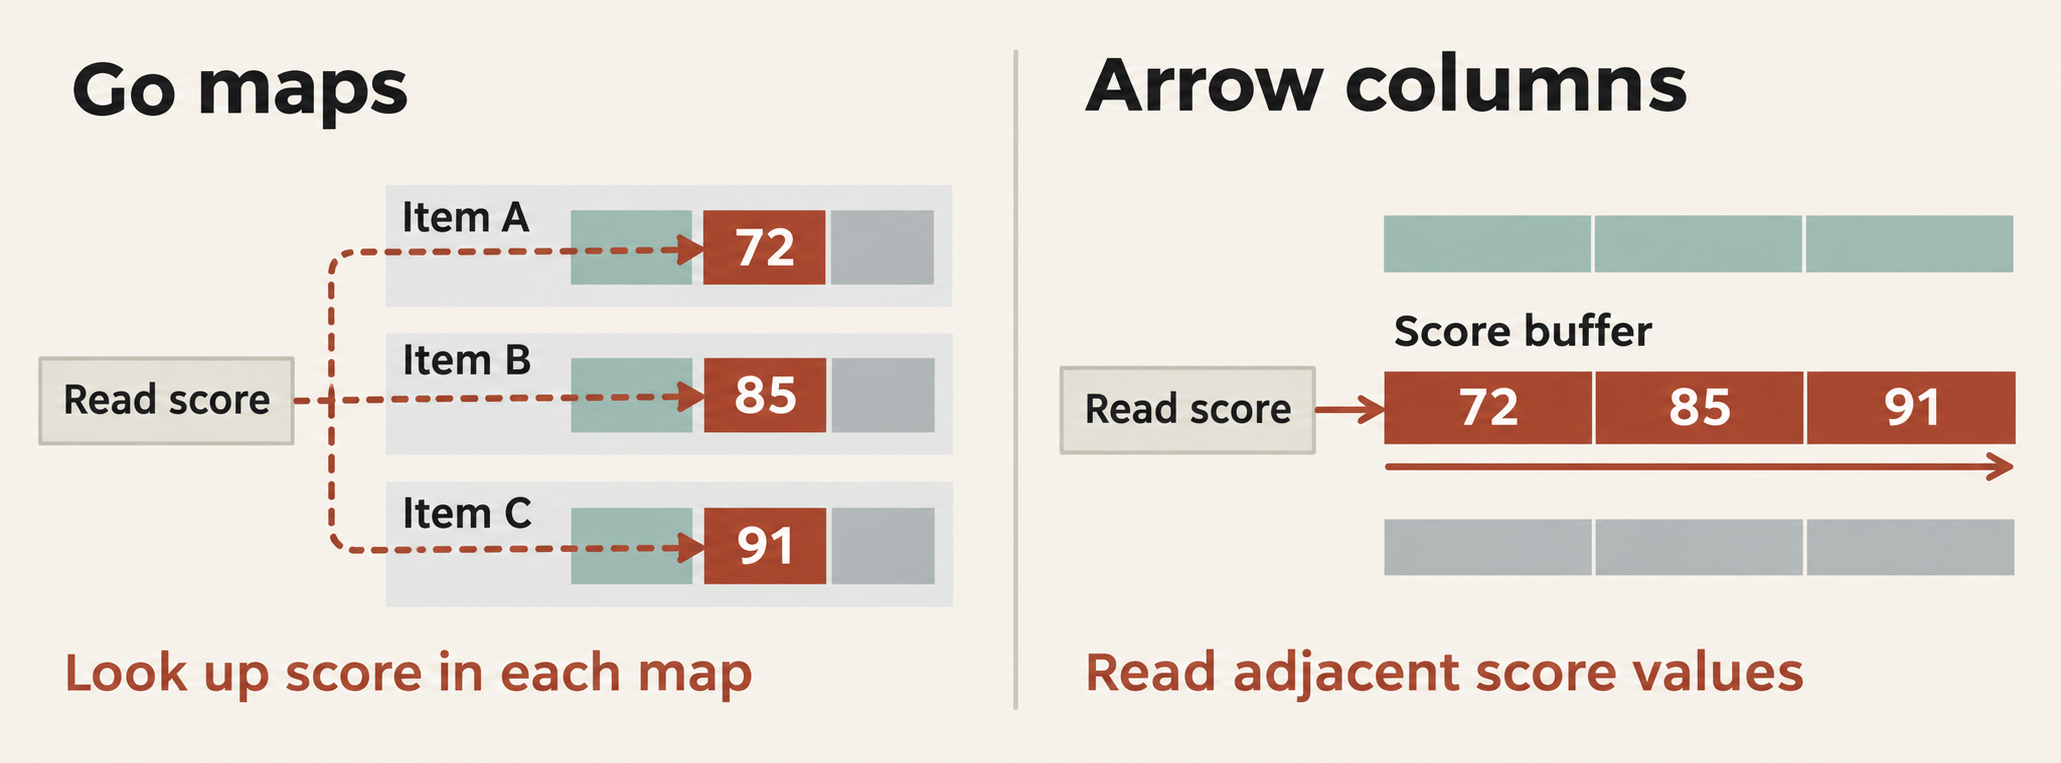 Go maps
Item A
72
Item B
85
Read score
Item C
91
Look up score in each map
Arrow columns
Score buffer
Read score
72 85 91
Read adjacent score values